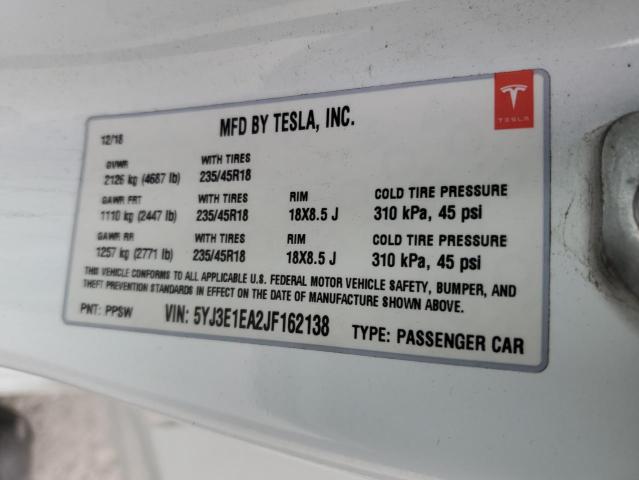 MFD BY TESLA, INC.
TESLA
12/18
GVWR WITH TIRES
2126 kg (4687 lb) 235/45R18
GAWR FRT WITH TIRES RIM COLD TIRE PRESSURE
1110 kg (2447 lb) 235/45R18 18X8.5 J 310 kPa, 45 psi
GAWR RR WITH TIRES RIM COLD TIRE PRESSURE
1257 kg (2771 lb) 235/45R18 18X8.5 J 310 kPa, 45 psi
THIS VEHICLE CONFORMS TO ALL APPLICABLE U.S. FEDERAL MOTOR VEHICLE SAFETY, BUMPER, AND
THEFT PREVENTION STANDARDS IN EFFECT ON THE DATE OF MANUFACTURE SHOWN ABOVE.
PNT: PPSW VIN: 5YJ3E1EA2JF162138 TYPE: PASSENGER CAR